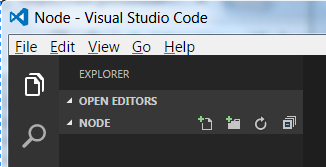 Node - Visual Studio Code
File Edit View Go Help
EXPLORER
OPEN EDITORS
NODE